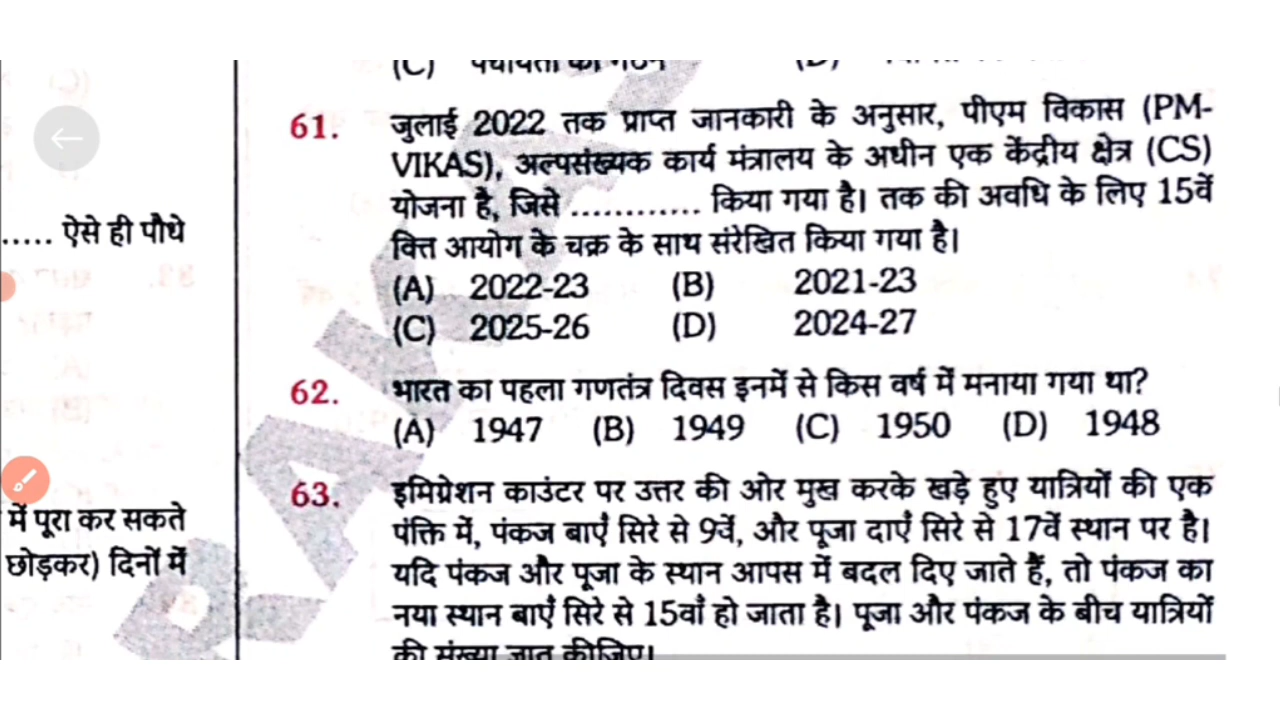 ..... ऐसे ही पौधे
में पूरा कर सकते
छोड़कर) दिनों में
(C) पंचायतों का गठन (D)
61. जुलाई 2022 तक प्राप्त जानकारी के अनुसार, पीएम विकास (PM-
VIKAS), अल्पसंख्यक कार्य मंत्रालय के अधीन एक केंद्रीय क्षेत्र (CS)
योजना है, जिसे ............ किया गया है। तक की अवधि के लिए 15वें
वित्त आयोग के चक्र के साथ संरेखित किया गया है।
(A) 2022-23 (B) 2021-23
(C) 2025-26 (D) 2024-27
62. भारत का पहला गणतंत्र दिवस इनमें से किस वर्ष में मनाया गया था?
(A) 1947 (B) 1949 (C) 1950 (D) 1948
63. इमिग्रेशन काउंटर पर उत्तर की ओर मुख करके खड़े हुए यात्रियों की एक
पंक्ति में, पंकज बाएँ सिरे से 9वें, और पूजा दाएँ सिरे से 17वें स्थान पर है।
यदि पंकज और पूजा के स्थान आपस में बदल दिए जाते हैं, तो पंकज का
नया स्थान बाएँ सिरे से 15वाँ हो जाता है। पूजा और पंकज के बीच यात्रियों
की संख्या ज्ञात कीजिए।